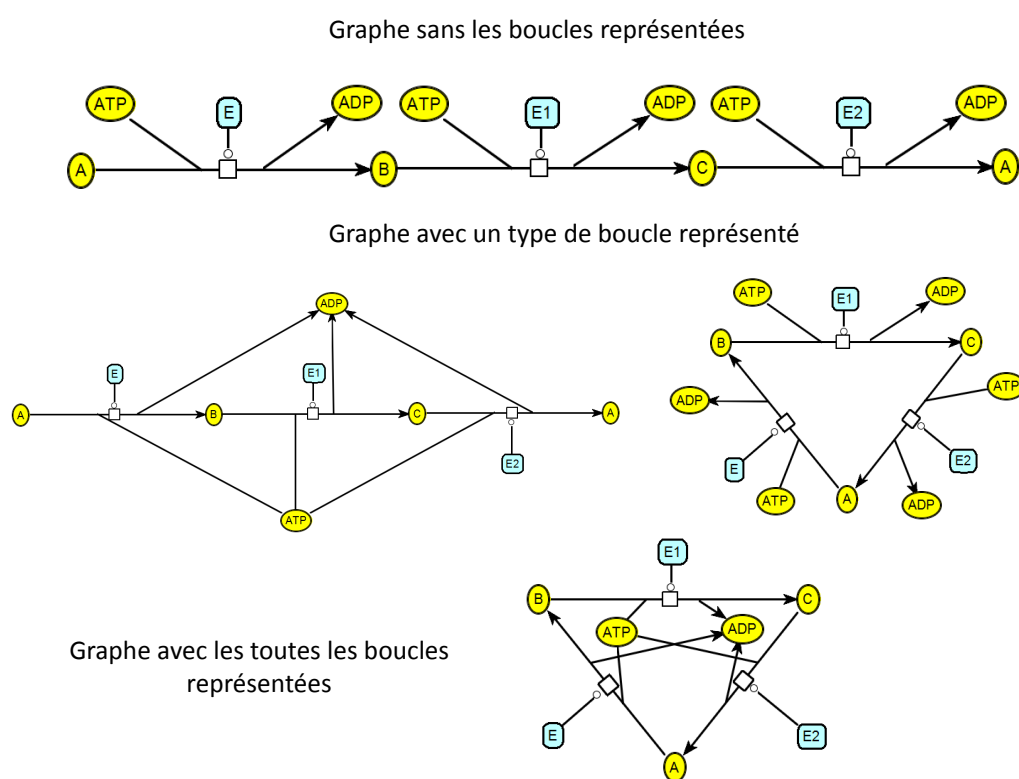 Graphe sans les boucles représentées
ATP E ADP ATP E1 ADP ATP E2 ADP
A B C A
Graphe avec un type de boucle représenté
ADP
E E1
A B C A
E2
ATP
ATP E1 ADP
B C
ADP ATP
E E2
ATP A ADP
E1
B C
ATP ADP
E E2
A
Graphe avec les toutes les boucles
représentées